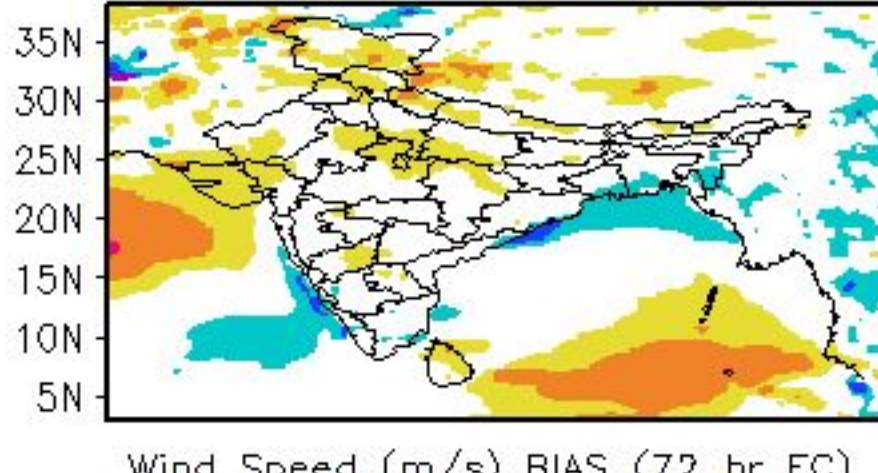 35N
30N
25N
20N
15N
10N
5N
Wind Speed (m/s) BIAS (72 hr FC)